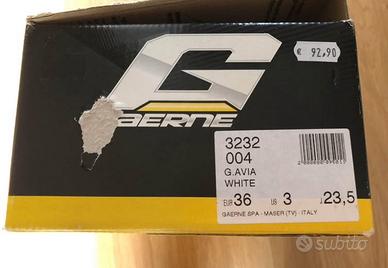 € 92,90
GAERNE
3232
004
G.AVIA
WHITE
EUR 36 US 3 J 23,5
GAERNE SPA - MASER (TV) - ITALY
subito